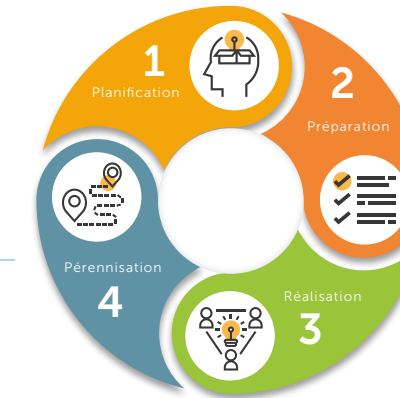 1
Planification
2
Préparation
Réalisation
3
Pérennisation
4